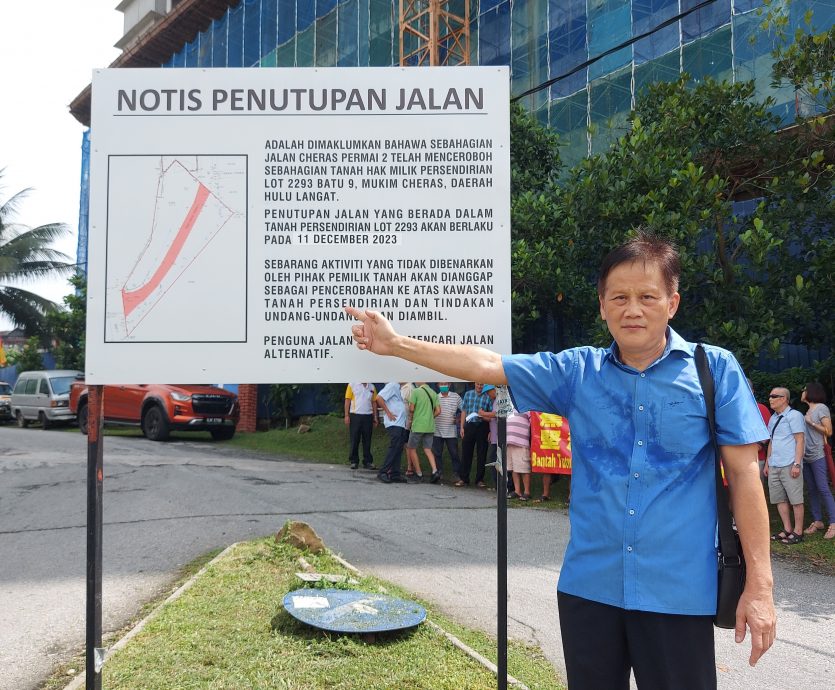 NOTIS PENUTUPAN JALAN
ADALAH DIMAKLUMKAN BAHAWA SEBAHAGIAN
JALAN CHERAS PERMAI 2 TELAH MENCEROBOH
SEBAHAGIAN TANAH HAK MILIK PERSENDIRIAN
LOT 2293 BATU 9, MUKIM CHERAS, DAERAH
HULU LANGAT.
PENUTUPAN JALAN YANG BERADA DALAM
TANAH PERSENDIRIAN LOT 2293 AKAN BERLAKU
PADA 11 DECEMBER 2023
SEBARANG AKTIVITI YANG TIDAK DIBENARKAN
OLEH PIHAK PEMILIK TANAH AKAN DIANGGAP
SEBAGAI PENCEROBOHAN KE ATAS KAWASAN
TANAH PERSENDIRIAN DAN TINDAKAN
UNDANG-UNDANG DIAMBIL.
PENGUNA JALAN MENCARI JALAN
ALTERNATIF.
Bantah